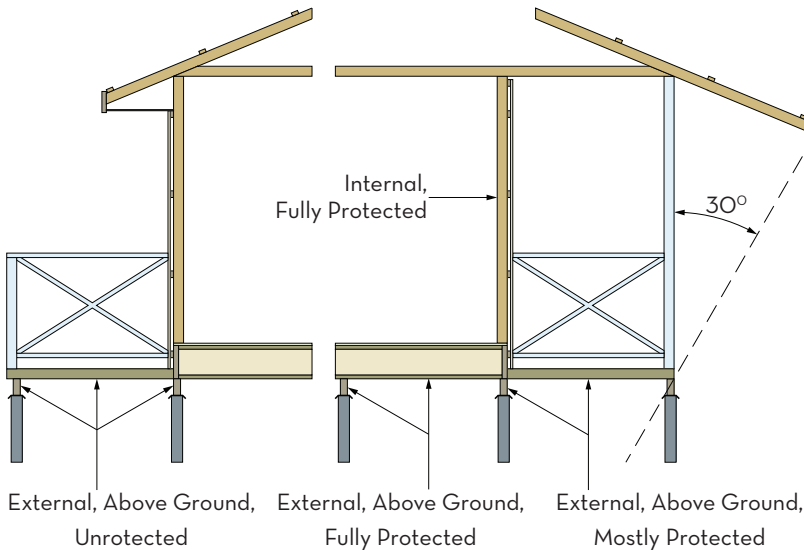 Internal,
Fully Protected
30°
External, Above Ground,
Unrotected
External, Above Ground,
Fully Protected
External, Above Ground,
Mostly Protected